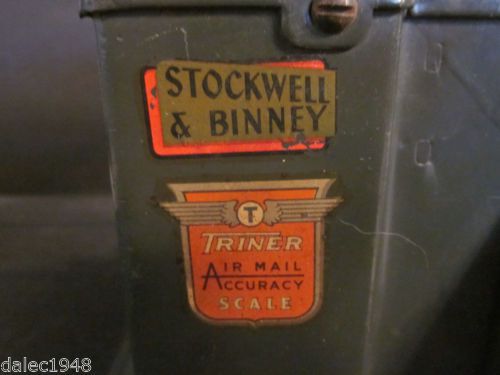 STOCKWELL
& BINNEY
T
TRINER
AIR MAIL
ACCURACY
SCALE
dalec1948